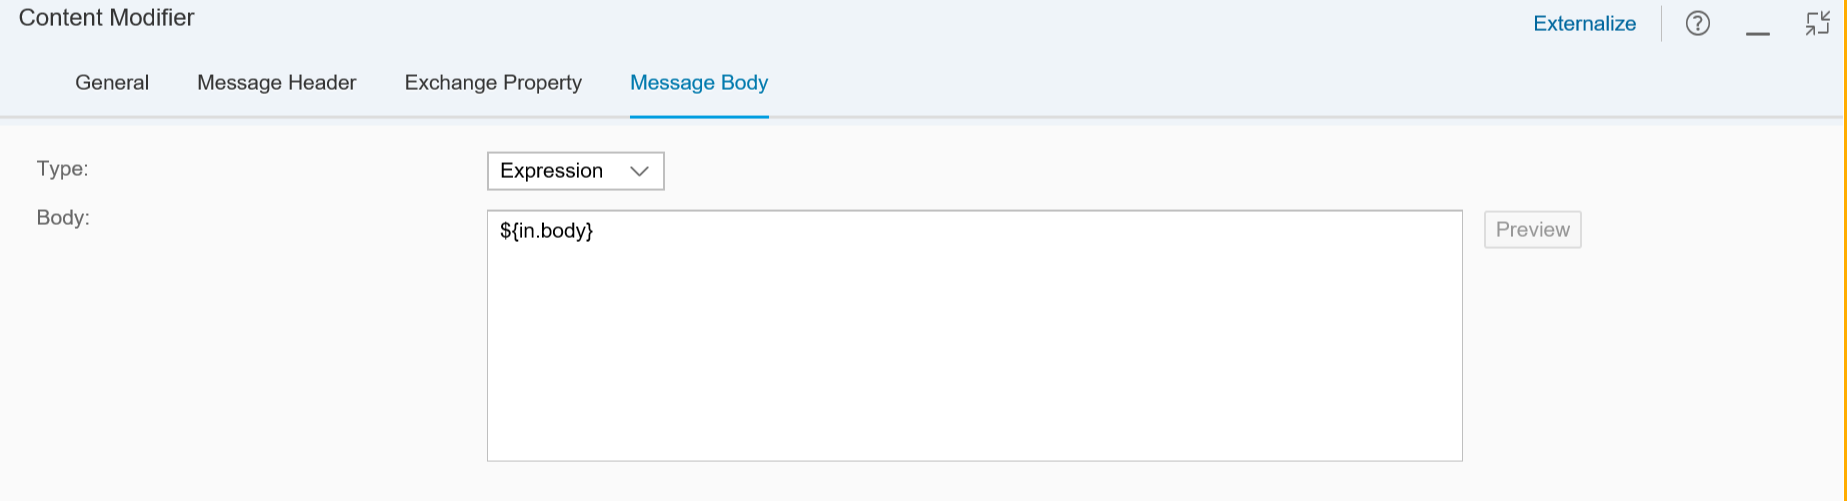 Content Modifier
Externalize
General Message Header Exchange Property Message Body
Type: Expression
Body: ${in.body} Preview